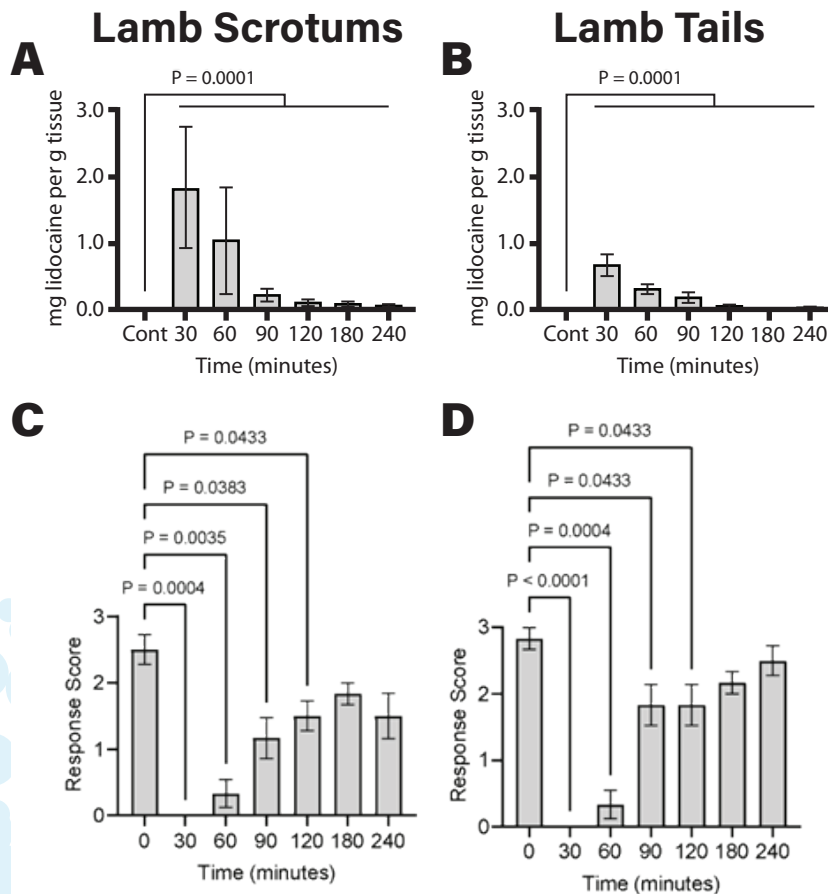 Lamb Scrotums
Lamb Tails
A
P = 0.0001
mg lidocaine per g tissue
3.0
2.0
1.0
0.0
Cont 30 60 90 120 180 240
Time (minutes)
B
P = 0.0001
mg lidocaine per g tissue
3.0
2.0
1.0
0.0
Cont 30 60 90 120 180 240
Time (minutes)
C
P = 0.0433
P = 0.0383
P = 0.0035
P = 0.0004
Response Score
3
2
1
0
0 30 60 90 120 180 240
Time (minutes)
D
P = 0.0433
P = 0.0433
P = 0.0004
P < 0.0001
Response Score
3
2
1
0
0 30 60 90 120 180 240
Time (minutes)